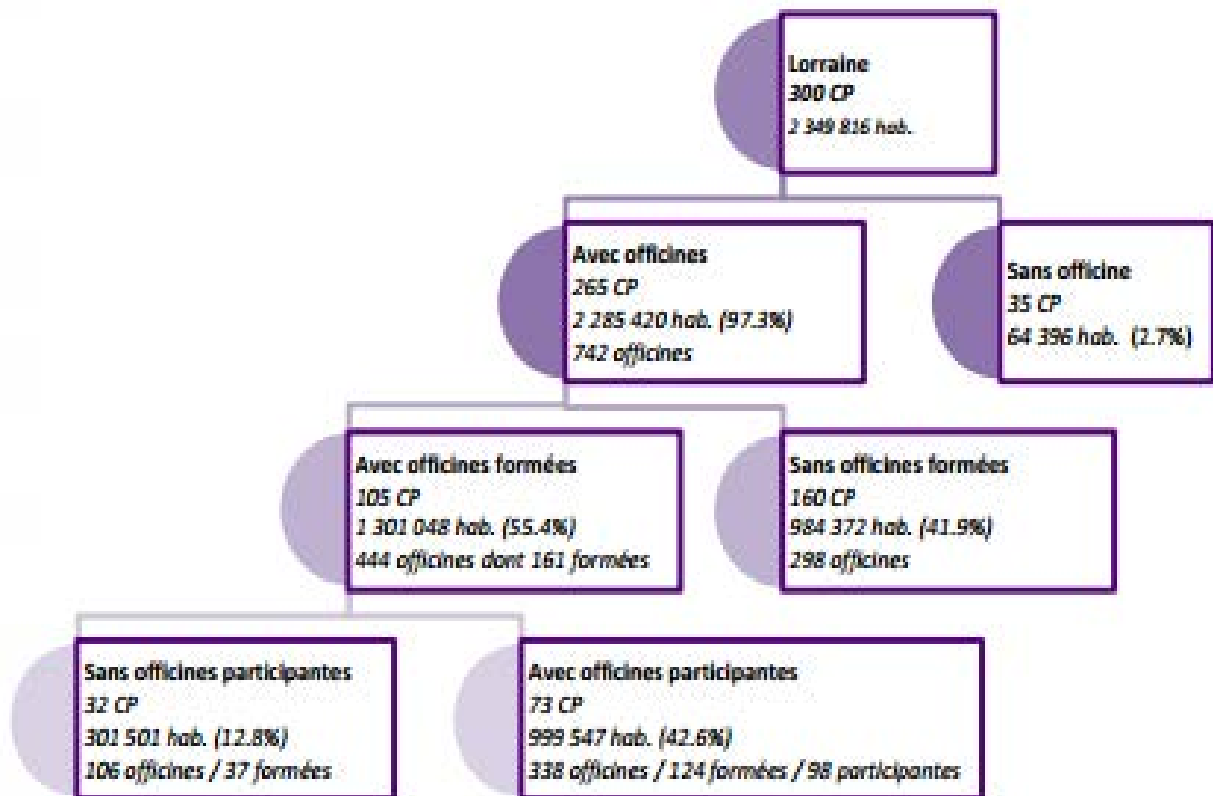 Lorraine
300 CP
2 349 816 hab.
Avec officines
265 CP
2 285 420 hab. (97.3%)
742 officines
Sans officine
35 CP
64 396 hab. (2.7%)
Avec officines formées
105 CP
1 301 048 hab. (55.4%)
444 officines dont 161 formées
Sans officines formées
160 CP
984 372 hab. (41.9%)
298 officines
Sans officines participantes
32 CP
301 501 hab. (12.8%)
106 officines / 37 formées
Avec officines participantes
73 CP
999 547 hab. (42.6%)
338 officines / 124 formées / 98 participantes